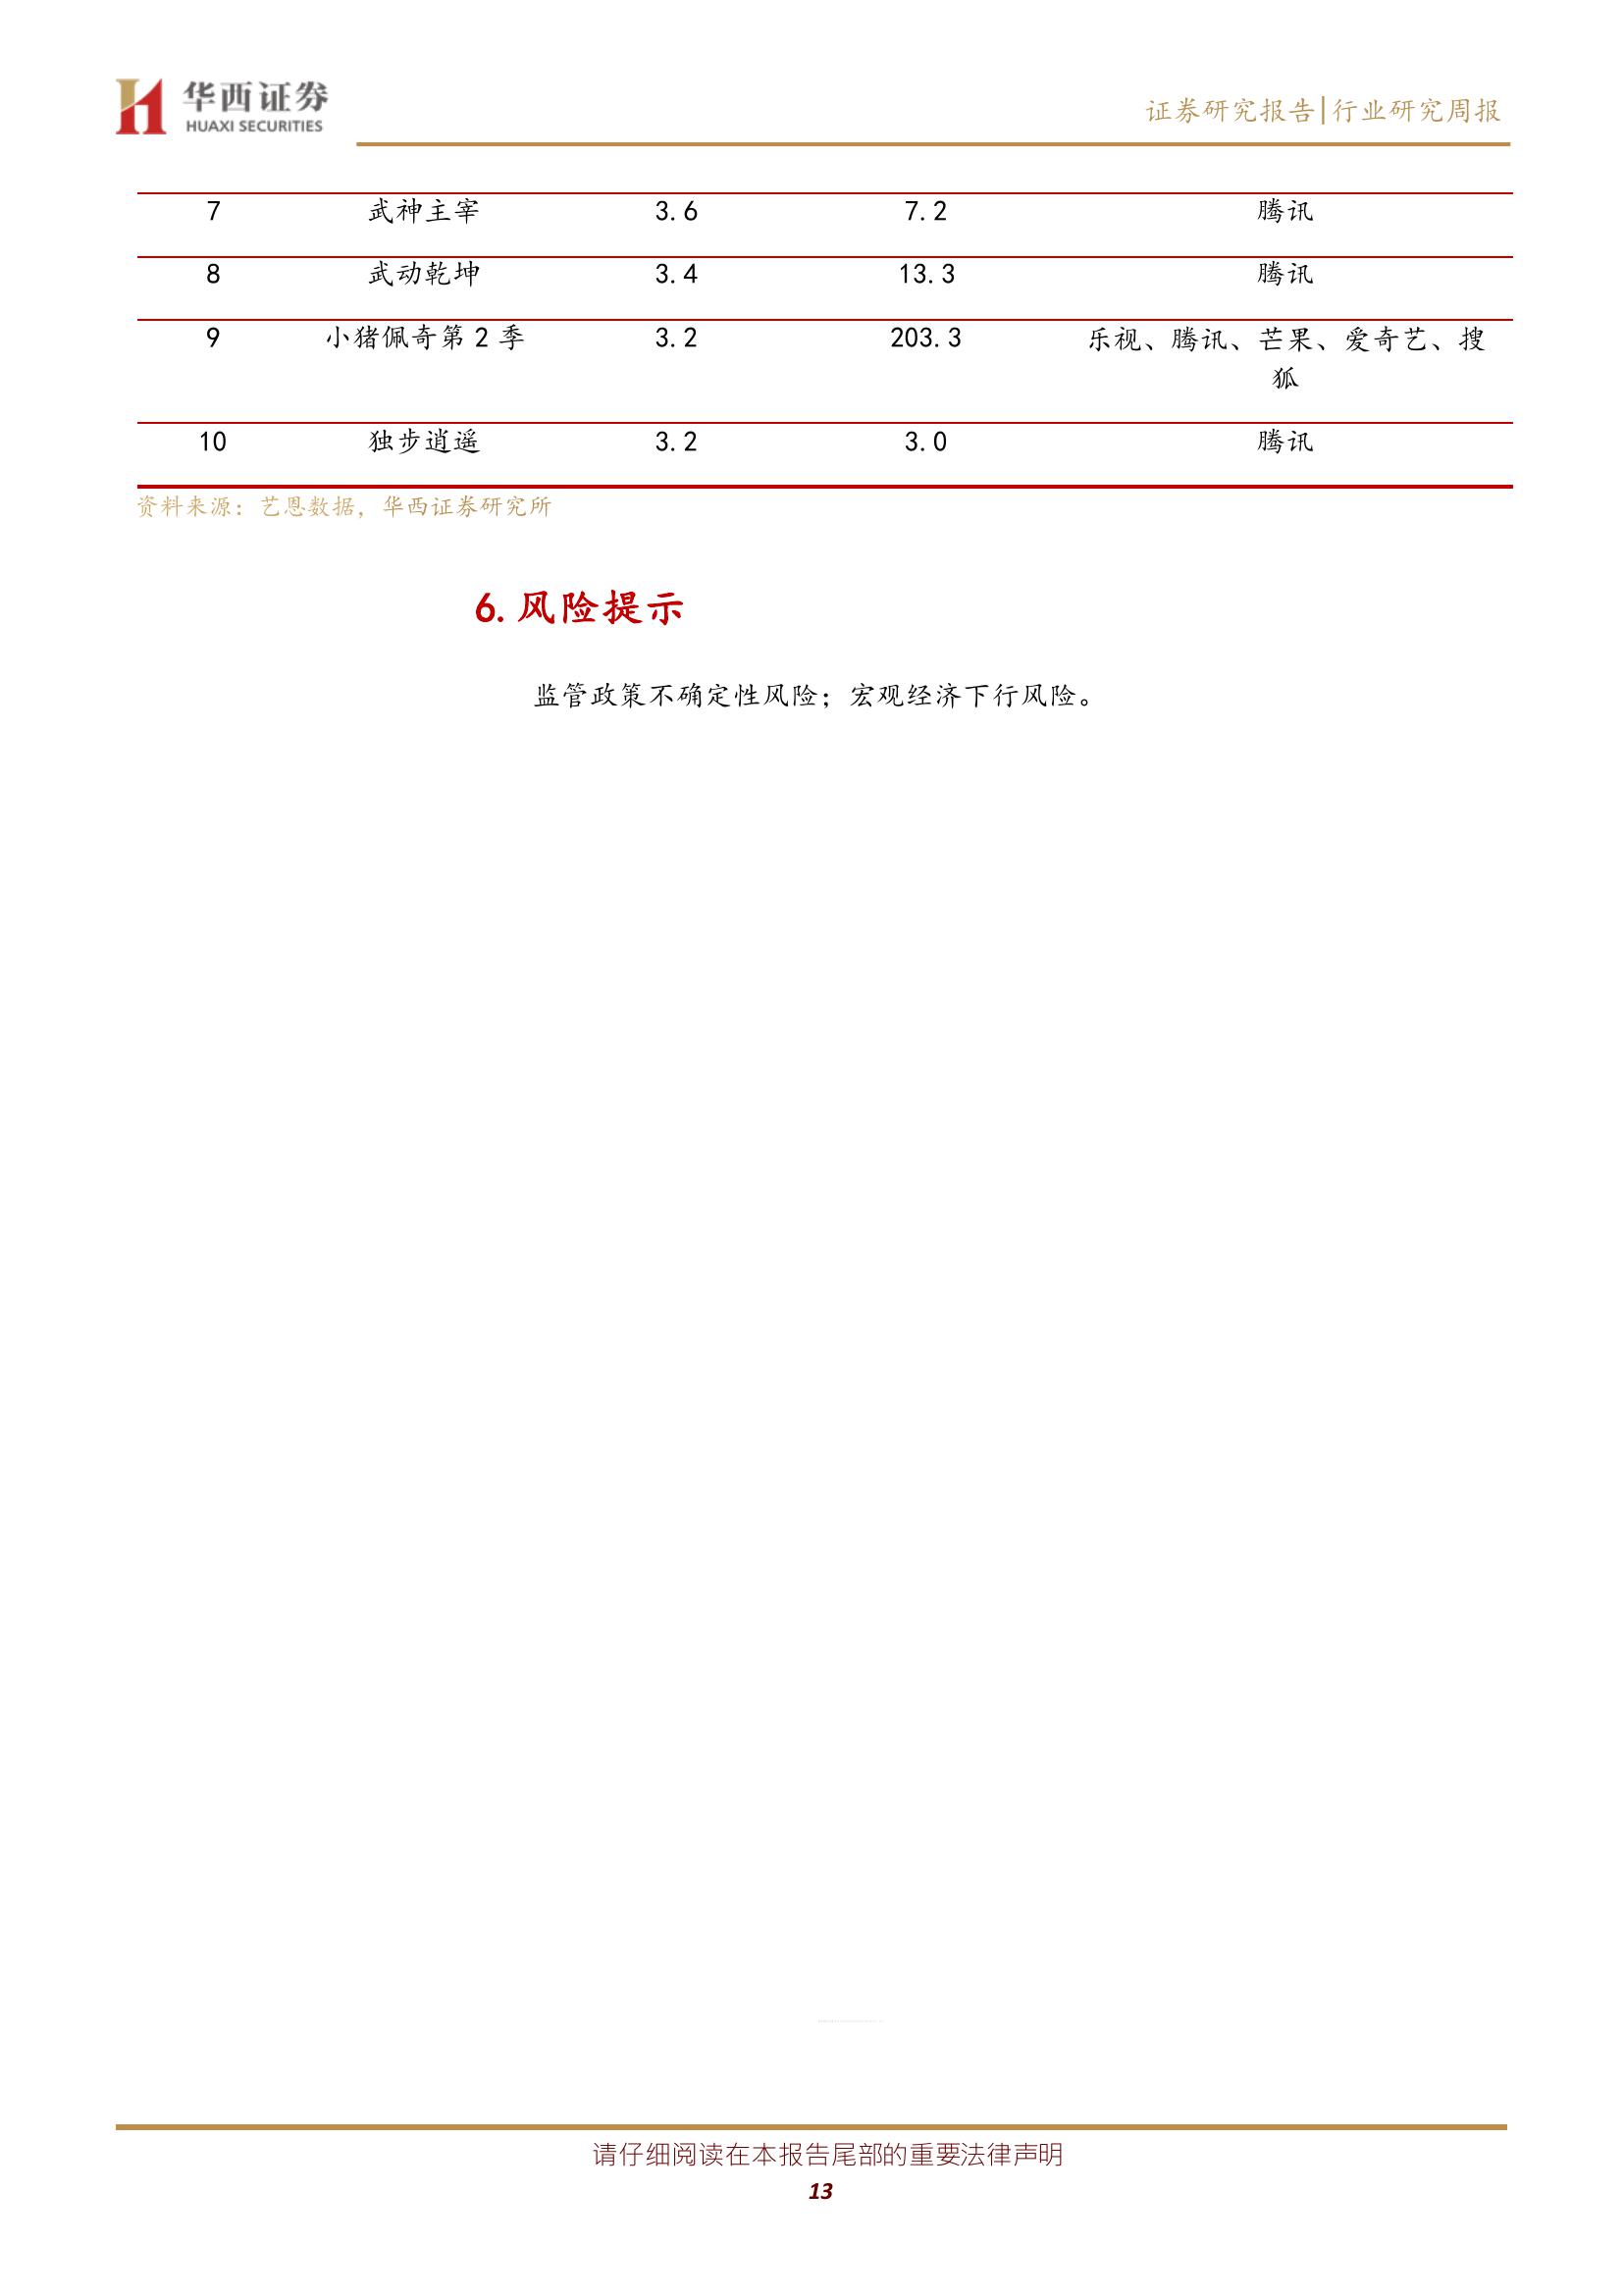 华西证券
HUAXI SECURITIES
证券研究报告|行业研究周报
7 武神主宰 3.6 7.2 腾讯
8 武动乾坤 3.4 13.3 腾讯
9 小猪佩奇第 2 季 3.2 203.3 乐视、腾讯、芒果、爱奇艺、搜
狐
10 独步逍遥 3.2 3.0 腾讯
资料来源：艺恩数据，华西证券研究所
6.风险提示
监管政策不确定性风险；宏观经济下行风险。
请仔细阅读在本报告尾部的重要法律声明
13